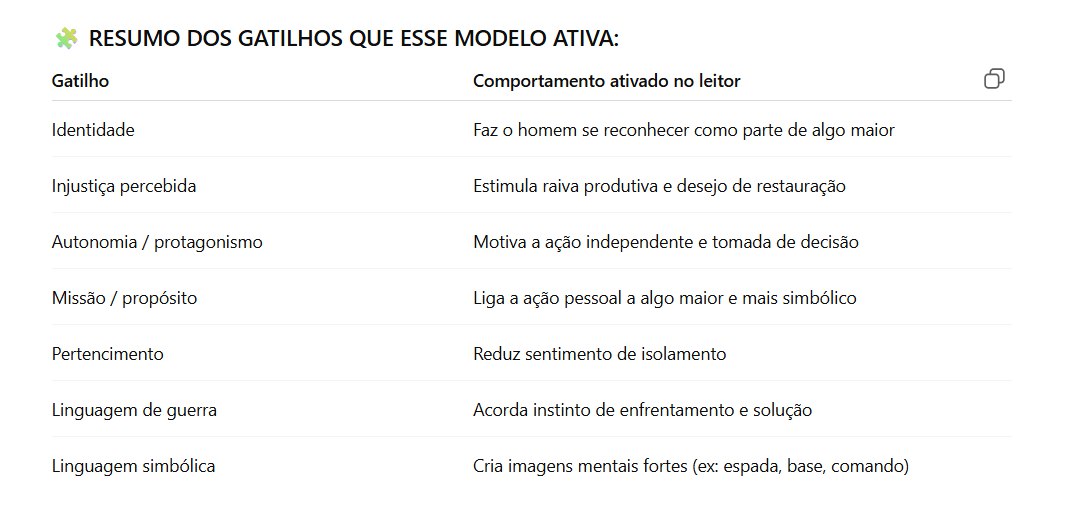 🧩 RESUMO DOS GATILHOS QUE ESSE MODELO ATIVA:
Gatilho Comportamento ativado no leitor
Identidade Faz o homem se reconhecer como parte de algo maior
Injustiça percebida Estimula raiva produtiva e desejo de restauração
Autonomia / protagonismo Motiva a ação independente e tomada de decisão
Missão / propósito Liga a ação pessoal a algo maior e mais simbólico
Pertencimento Reduz sentimento de isolamento
Linguagem de guerra Acorda instinto de enfrentamento e solução
Linguagem simbólica Cria imagens mentais fortes (ex: espada, base, comando)